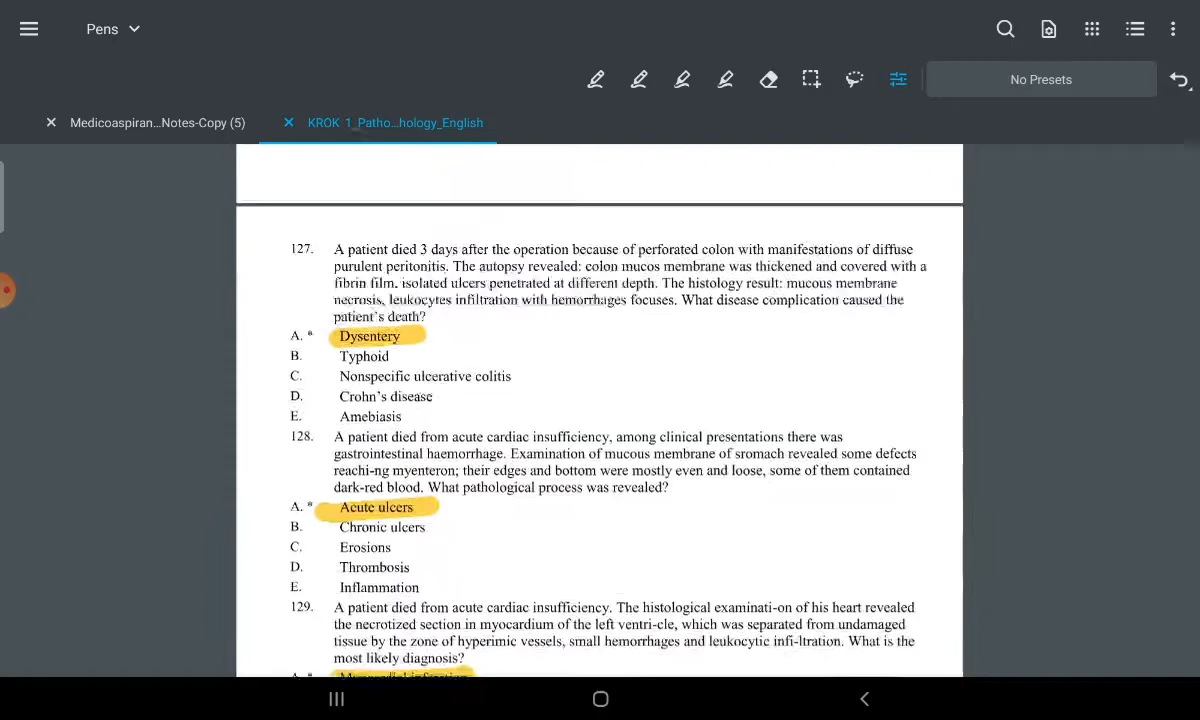 Pens
No Presets
Medicoaspiran...Notes-Copy (5)
KROK 1_Patho...hology_English
127. A patient died 3 days after the operation because of perforated colon with manifestations of diffuse
purulent peritonitis. The autopsy revealed: colon mucos membrane was thickened and covered with a
fibrin film, isolated ulcers penetrated at different depth. The histology result: mucous membrane
necrosis, leukocytes infiltration with hemorrhages focuses. What disease complication caused the
patient's death?
A. * Dysentery
B. Typhoid
C. Nonspecific ulcerative colitis
D. Crohn's disease
E. Amebiasis
128. A patient died from acute cardiac insufficiency, among clinical presentations there was
gastrointestinal haemorrhage. Examination of mucous membrane of sromach revealed some defects
reachi-ng myenteron; their edges and bottom were mostly even and loose, some of them contained
dark-red blood. What pathological process was revealed?
A. * Acute ulcers
B. Chronic ulcers
C. Erosions
D. Thrombosis
E. Inflammation
129. A patient died from acute cardiac insufficiency. The histological examinati-on of his heart revealed
the necrotized section in myocardium of the left ventri-cle, which was separated from undamaged
tissue by the zone of hyperimic vessels, small hemorrhages and leukocytic infi-ltration. What is the
most likely diagnosis?
A. * Myocardial infarction